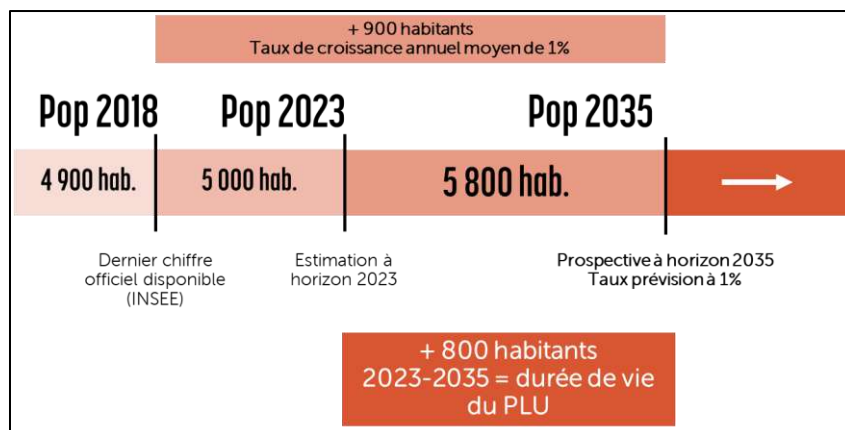 + 900 habitants
Taux de croissance annuel moyen de 1%
Pop 2018
Pop 2023
Pop 2035
4 900 hab.
5 000 hab.
5 800 hab.
Dernier chiffre
officiel disponible
(INSEE)
Estimation à
horizon 2023
Prospective à horizon 2035
Taux prévision à 1%
+ 800 habitants
2023-2035 = durée de vie
du PLU